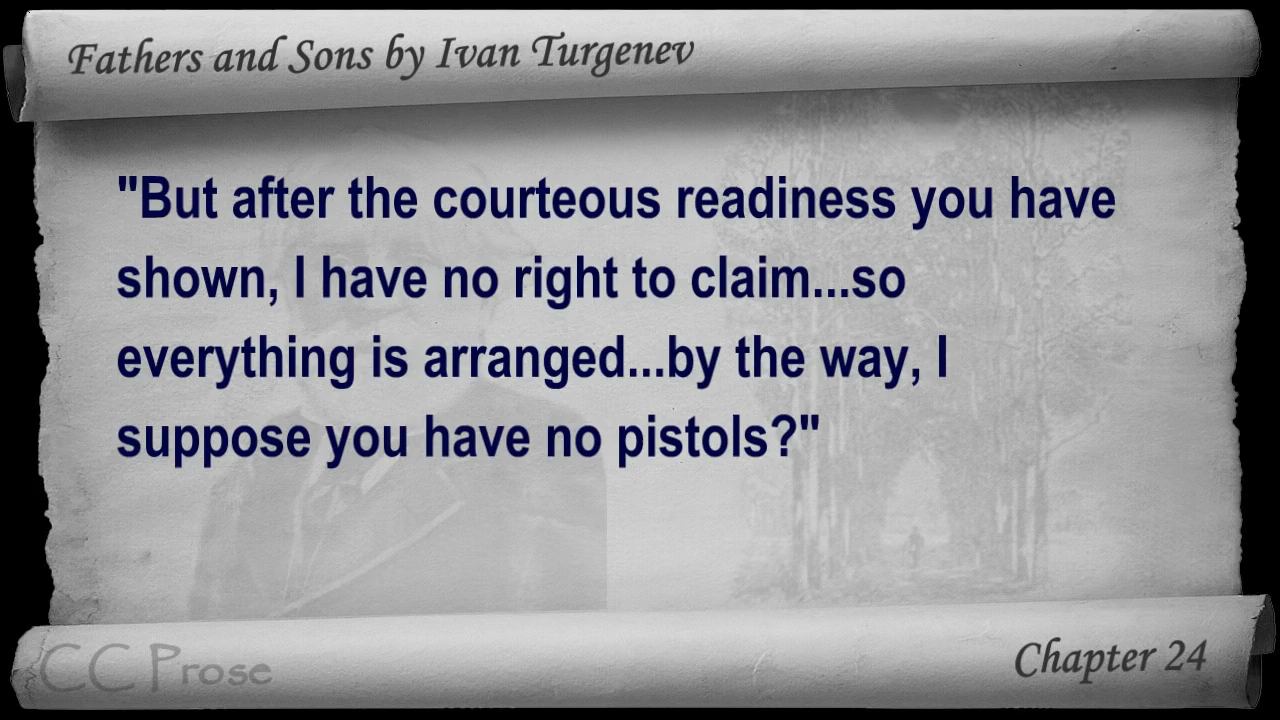 Fathers and Sons by Ivan Turgenev
"But after the courteous readiness you have
shown, I have no right to claim...so
everything is arranged...by the way, I
suppose you have no pistols?"
CC Prose
Chapter 24